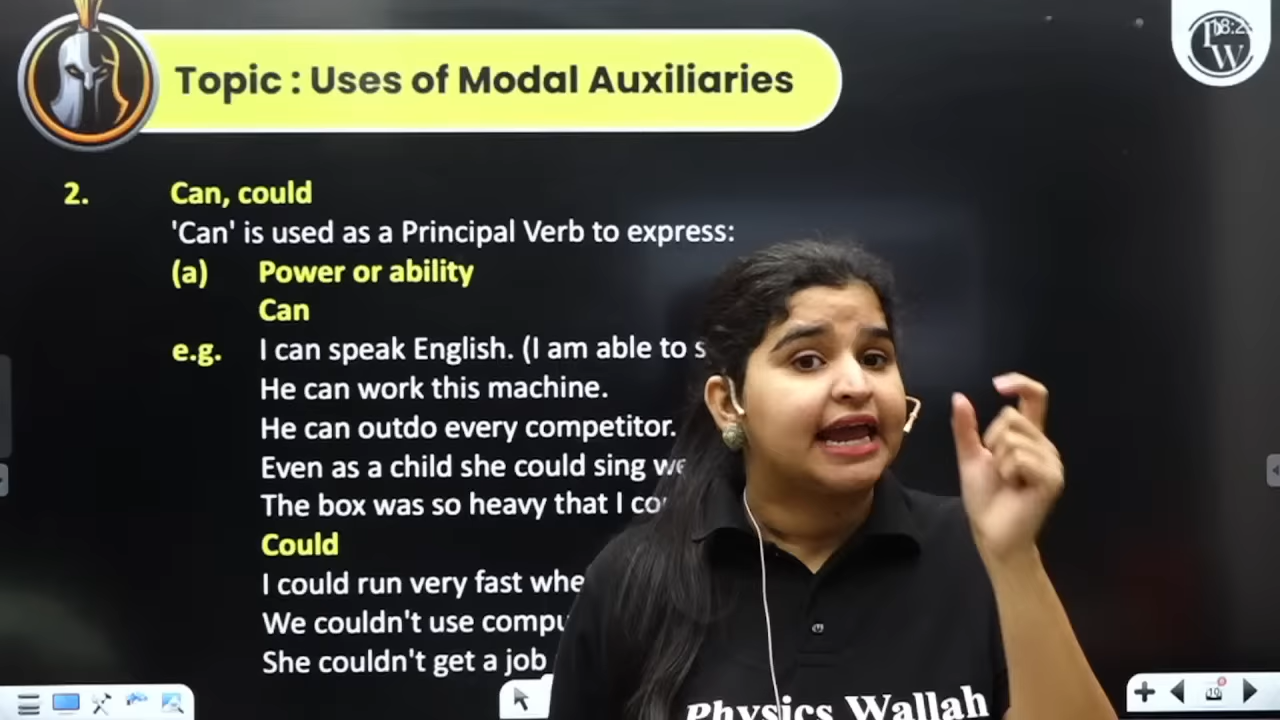 Topic : Uses of Modal Auxiliaries
2. Can, could
'Can' is used as a Principal Verb to express:
(a) Power or ability
Can
e.g. I can speak English. (I am able to
He can work this machine.
He can outdo every competitor.
Even as a child she could sing
The box was so heavy that I
Could
I could run very fast
We couldn't use
She couldn't get a job
Physics Wallah
PW
19